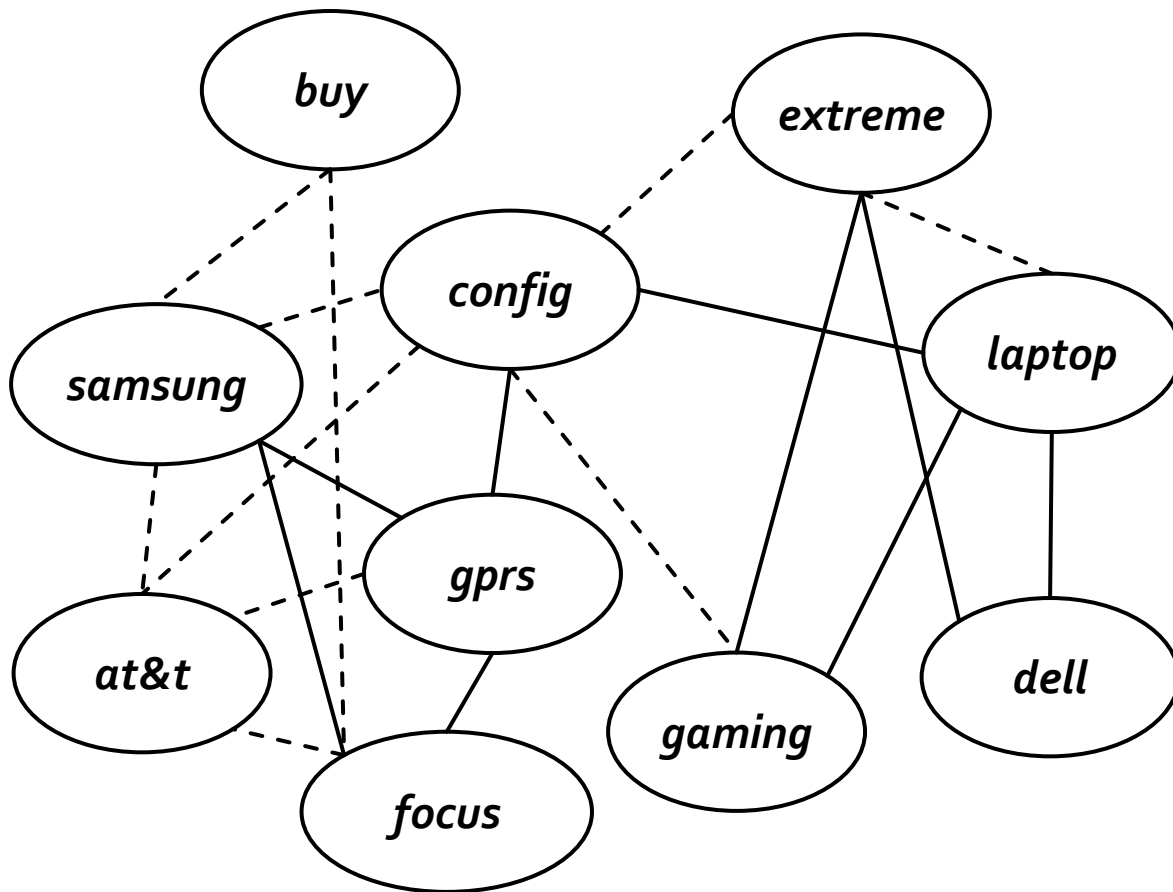 buy
extreme
config
laptop
samsung
gprs
at&t
dell
gaming
focus